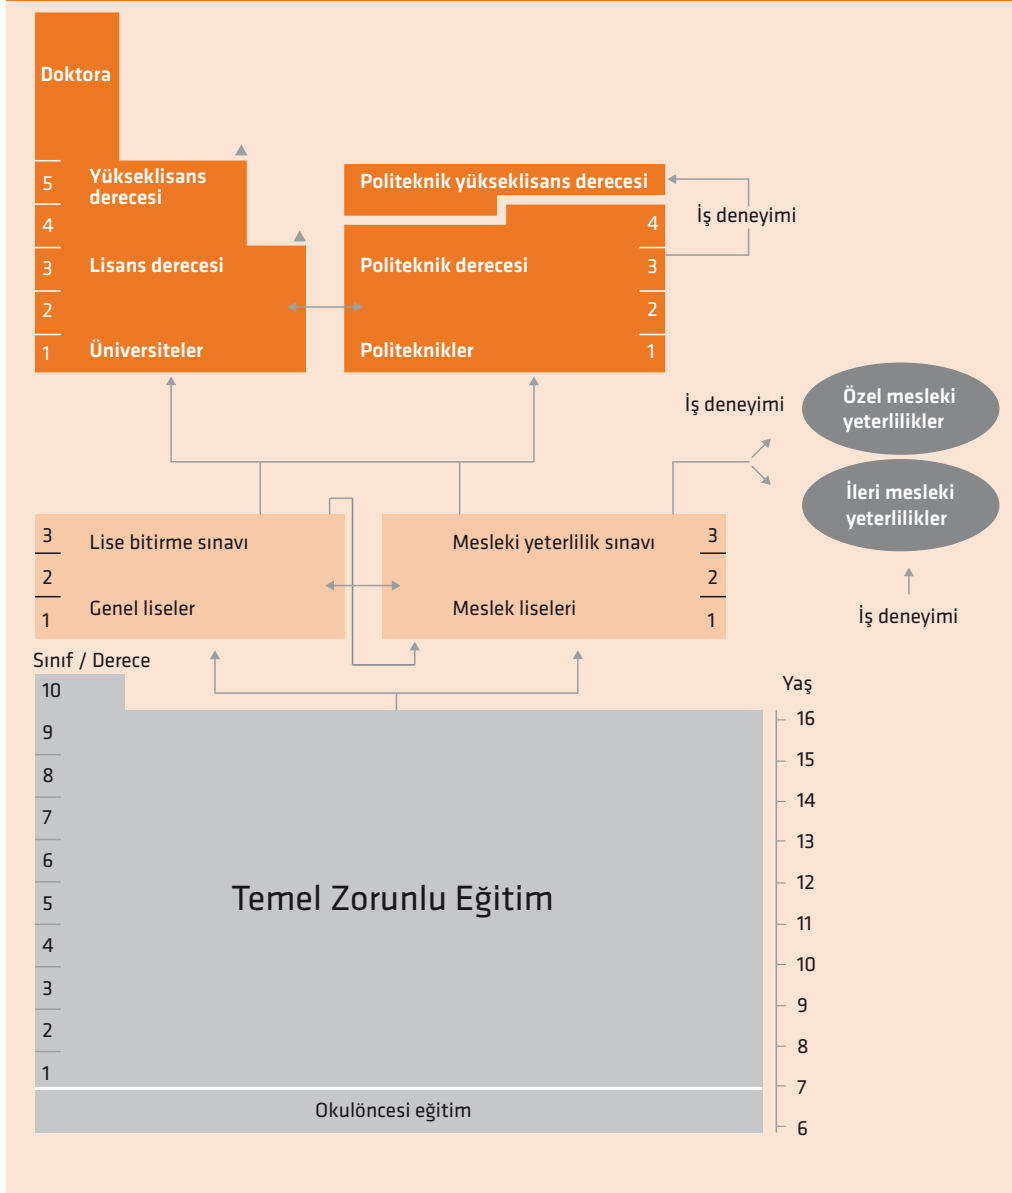 Doktora
5
Yükseklisans
derecesi
4
3
Lisans derecesi
2
1
Üniversiteler
Politeknik yükseklisans derecesi
4
Politeknik derecesi
3
2
Politeknikler
1
İş deneyimi
İş deneyimi
Özel mesleki
yeterlilikler
İleri mesleki
yeterlilikler
İş deneyimi
3
Lise bitirme sınavı
2
1
Genel liseler
Mesleki yeterlilik sınavı
3
2
Meslek liseleri
1
Sınıf / Derece
10
9
8
7
6
5
4
3
2
1
Temel Zorunlu Eğitim
Okulöncesi eğitim
Yaş
16
15
14
13
12
11
10
9
8
7
6